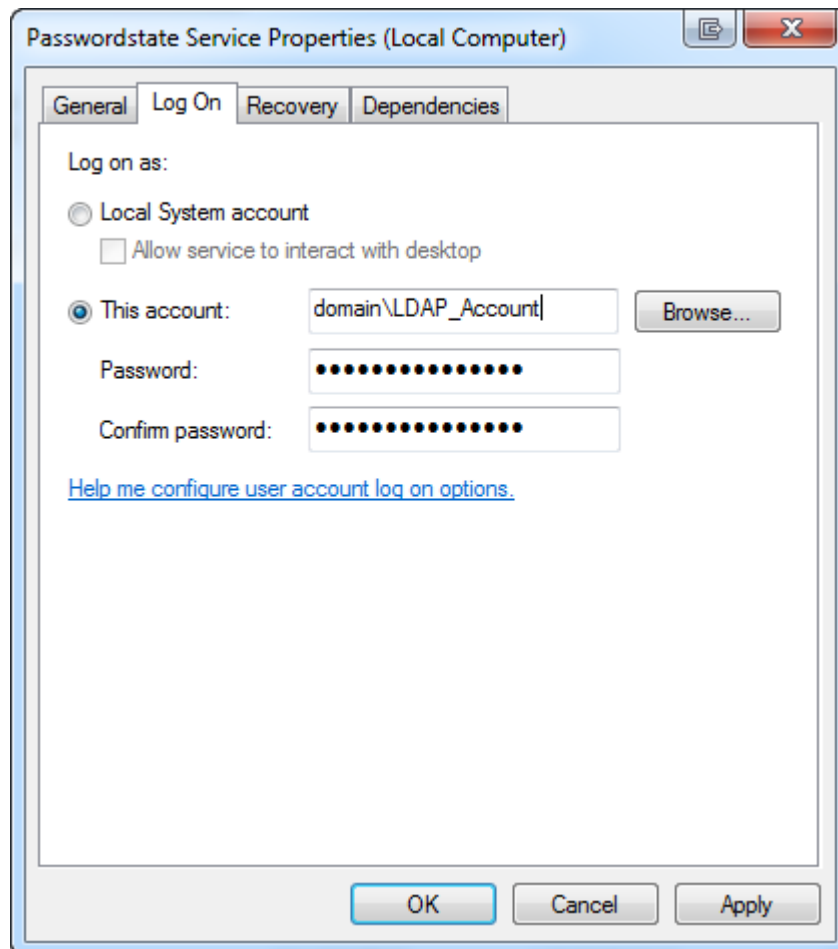 Passwordstate Service Properties (Local Computer)
General Log On Recovery Dependencies
Log on as:
Local System account
Allow service to interact with desktop
This account: domain\LDAP_Account Browse...
Password: •••••••••••••••
Confirm password: •••••••••••••••
Help me configure user account log on options.
OK Cancel Apply